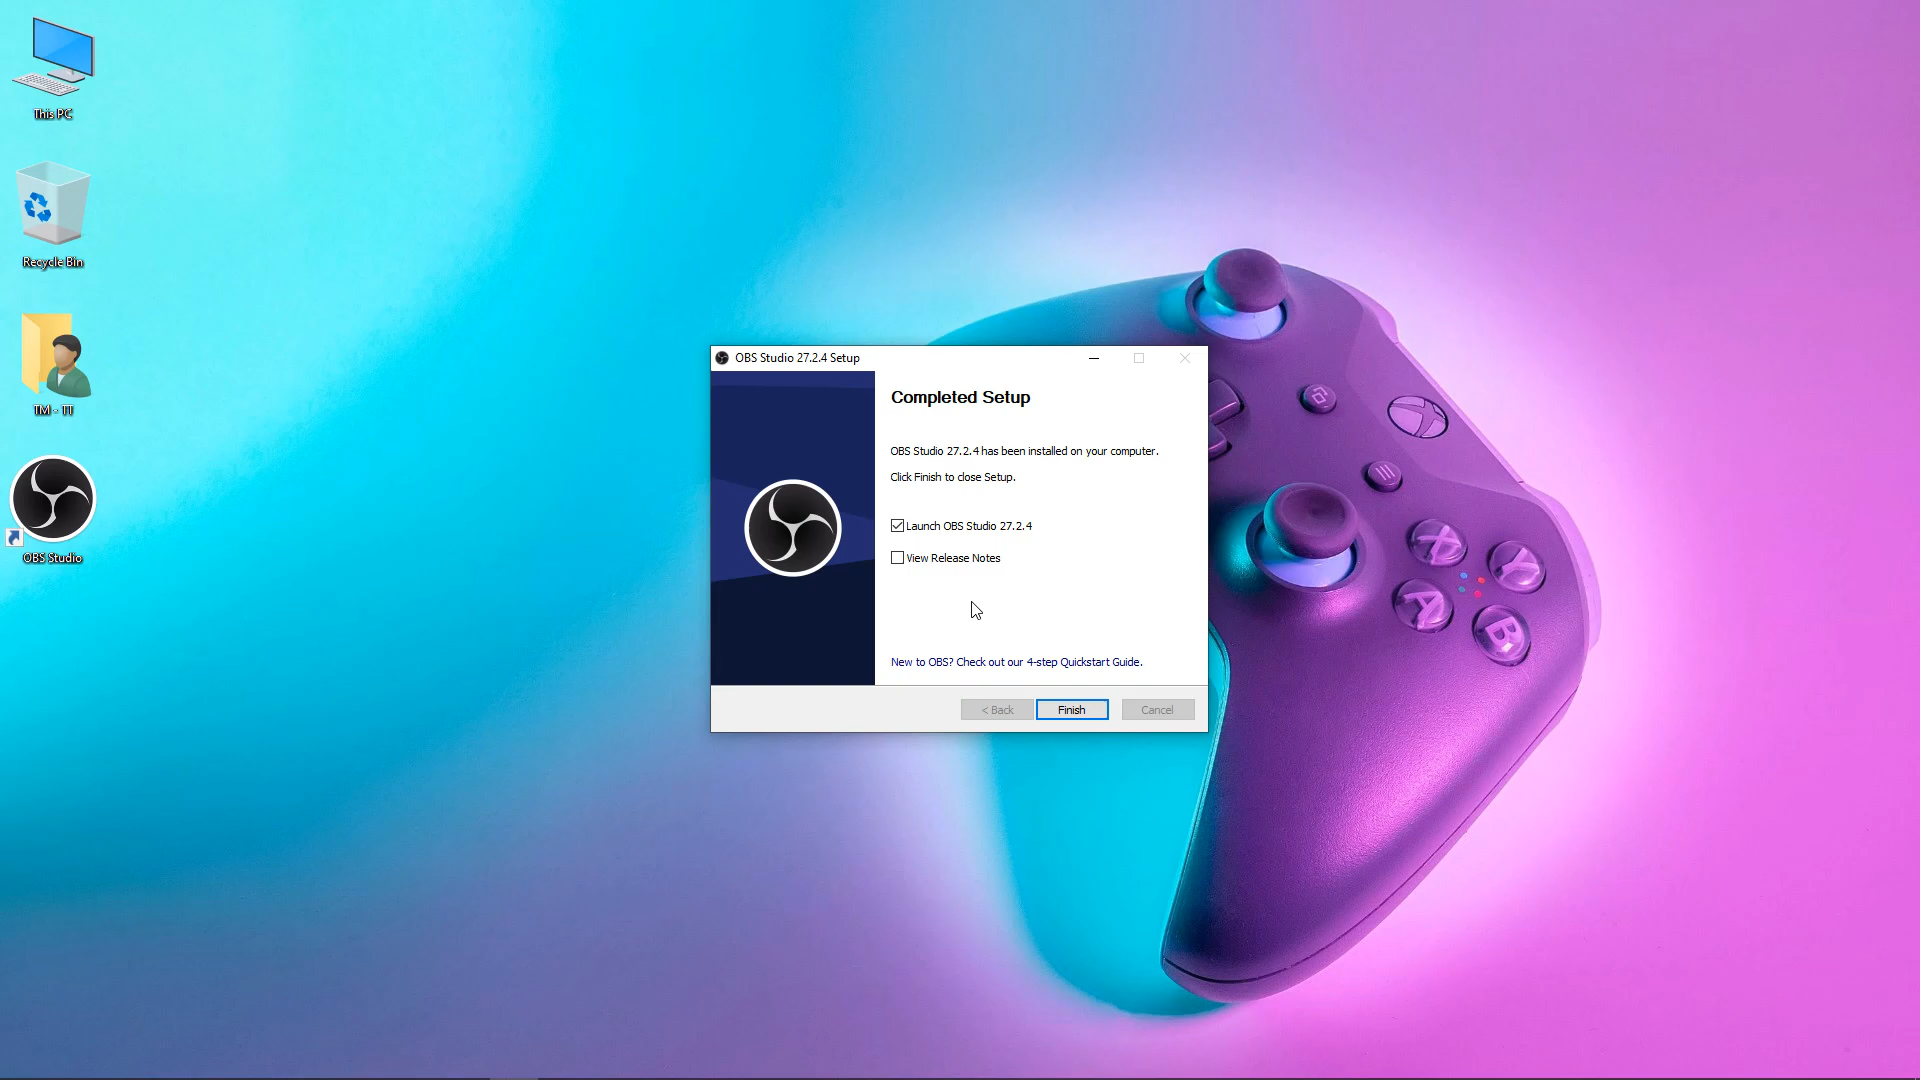 This PC
Recycle Bin
TM - TT
OBS Studio
OBS Studio 27.2.4 Setup
Completed Setup
OBS Studio 27.2.4 has been installed on your computer.
Click Finish to close Setup.
Launch OBS Studio 27.2.4
View Release Notes
New to OBS? Check out our 4-step Quickstart Guide.
< Back
Finish
Cancel
X
Y
A
B